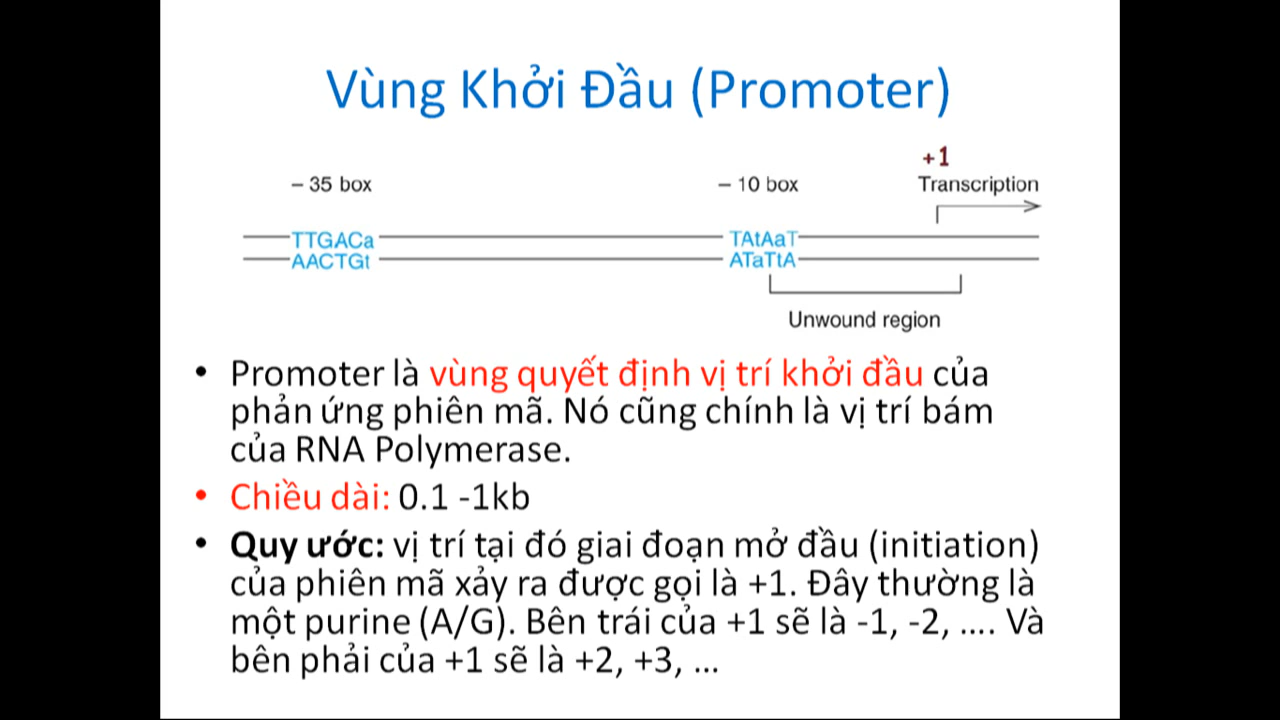 Vùng Khởi Đầu (Promoter)
+1
– 35 box – 10 box Transcription
TTGACa TAtAaT
AACTGt ATaTtA
Unwound region
• Promoter là vùng quyết định vị trí khởi đầu của
phản ứng phiên mã. Nó cũng chính là vị trí bám
của RNA Polymerase.
• Chiều dài: 0.1 -1kb
• Quy ước: vị trí tại đó giai đoạn mở đầu (initiation)
của phiên mã xảy ra được gọi là +1. Đây thường là
một purine (A/G). Bên trái của +1 sẽ là -1, -2, .... Và
bên phải của +1 sẽ là +2, +3, ...